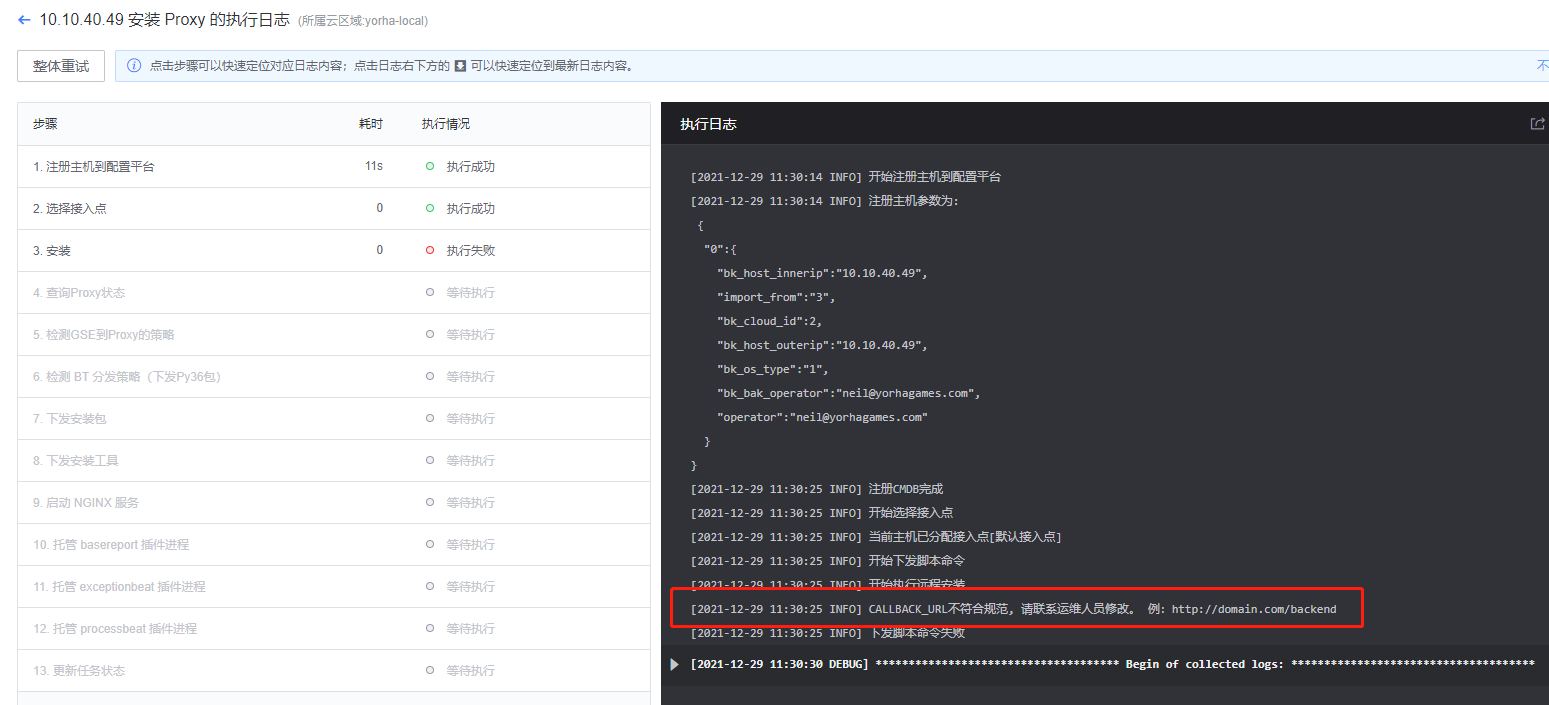 ← 10.10.40.49 安装 Proxy 的执行日志 (所属云区域:yorha-local)
整体重试
点击步骤可以快速定位对应日志内容；点击日志右下方的 可以快速定位到最新日志内容。
不
步骤 耗时 执行情况
1. 注册主机到配置平台 11s 执行成功
2. 选择接入点 0 执行成功
3. 安装 0 执行失败
4. 查询Proxy状态 等待执行
5. 检测GSE到Proxy的策略 等待执行
6. 检测 BT 分发策略（下发Py36包） 等待执行
7. 下发安装包 等待执行
8. 下发安装工具 等待执行
9. 启动 NGINX 服务 等待执行
10. 托管 basereport 插件进程 等待执行
11. 托管 exceptionbeat 插件进程 等待执行
12. 托管 processbeat 插件进程 等待执行
13. 更新任务状态 等待执行
执行日志
[2021-12-29 11:30:14 INFO] 开始注册主机到配置平台
[2021-12-29 11:30:14 INFO] 注册主机参数为:
{
"0":{
"bk_host_innerip":"10.10.40.49",
"import_from":"3",
"bk_cloud_id":2,
"bk_host_outerip":"10.10.40.49",
"bk_os_type":"1",
"bk_bak_operator":"neil@yorhagames.com",
"operator":"neil@yorhagames.com"
}
}
[2021-12-29 11:30:25 INFO] 注册CMDB完成
[2021-12-29 11:30:25 INFO] 开始选择接入点
[2021-12-29 11:30:25 INFO] 当前主机已分配接入点[默认接入点]
[2021-12-29 11:30:25 INFO] 开始下发脚本命令
[2021-12-29 11:30:25 INFO] 开始执行远程安装
[2021-12-29 11:30:25 INFO] CALLBACK_URL不符合规范, 请联系运维人员修改。 例: http://domain.com/backend
[2021-12-29 11:30:25 INFO] 下发脚本命令失败
[2021-12-29 11:30:30 DEBUG] ************************************* Begin of collected logs: *************************************